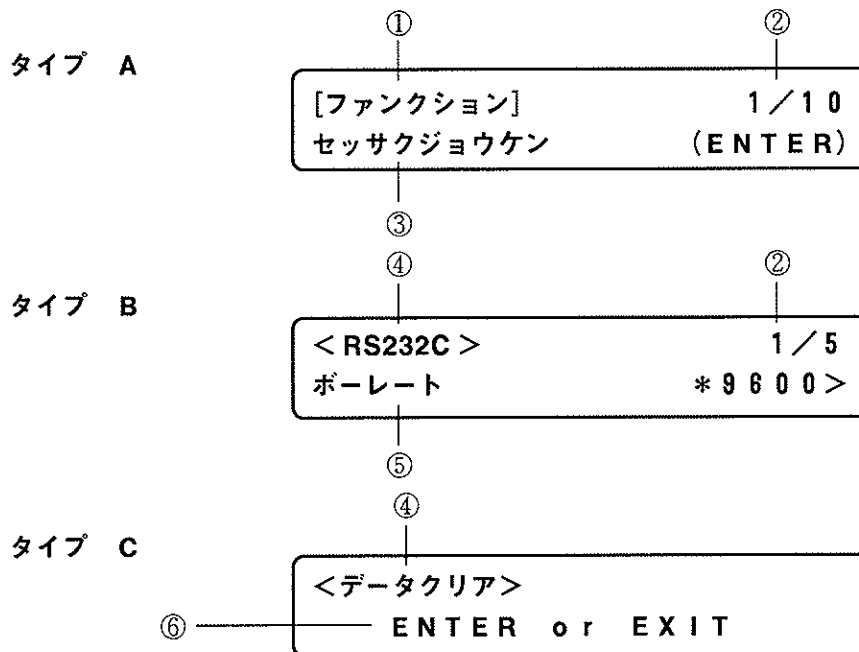 ① ②
タイプ A
[ファンクション] 1／10
セッサクジョウケン (ENTER)
③
④ ②
タイプ B
＜RS232C＞ 1／5
ボーレート *9600>
⑤
④
タイプ C
＜データクリア＞
⑥ ENTER or EXIT